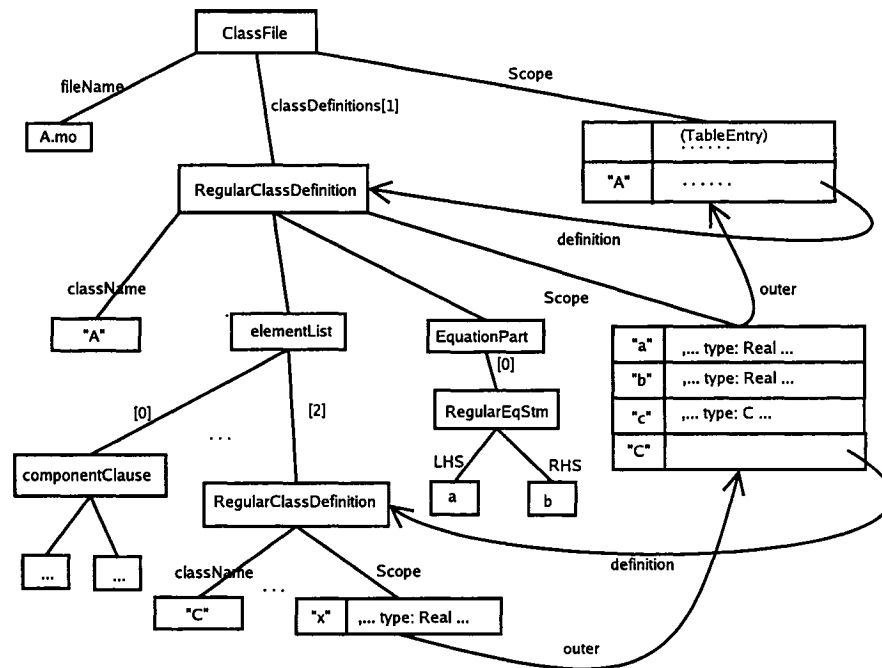 ClassFile
Scope
fileName
classDefinitions[1]
A.mo
(TableEntry)
......
"A" ......
RegularClassDefinition
definition
className
Scope
outer
"A"
elementList
EquationPart
"a" ,... type: Real ...
"b" ,... type: Real ...
"c" ,... type: C ...
"C"
[0]
RegularEqStm
[0]
...
[2]
LHS
RHS
componentClause
RegularClassDefinition
a
b
...
...
className
...
Scope
definition
"C"
"x" ,... type: Real ...
outer